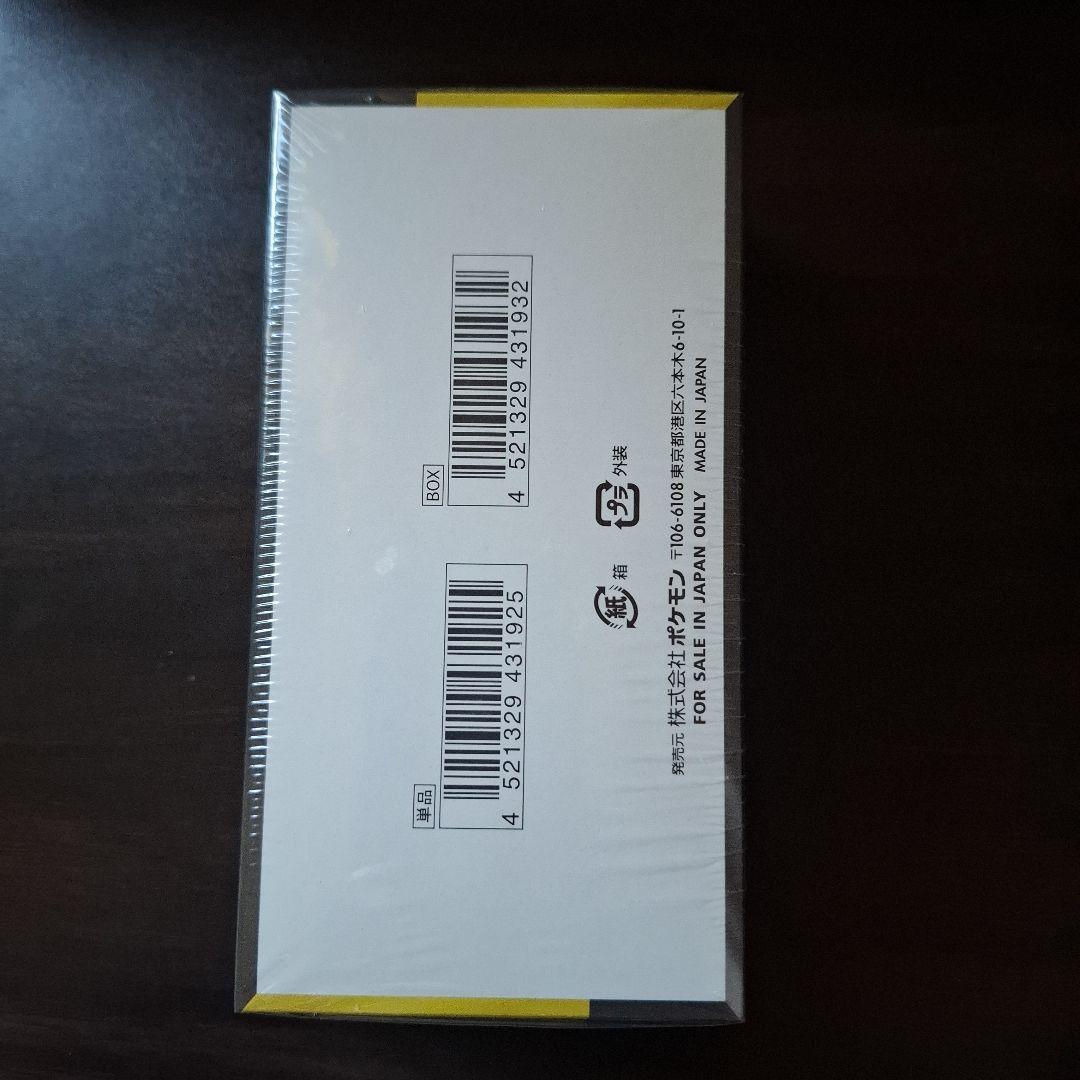 単品
4 521329 431925
BOX
4 521329 431932
紙 箱
プラ 外装
発売元 株式会社 ポケモン 〒106-6108 東京都港区六本木6-10-1
FOR SALE IN JAPAN ONLY MADE IN JAPAN